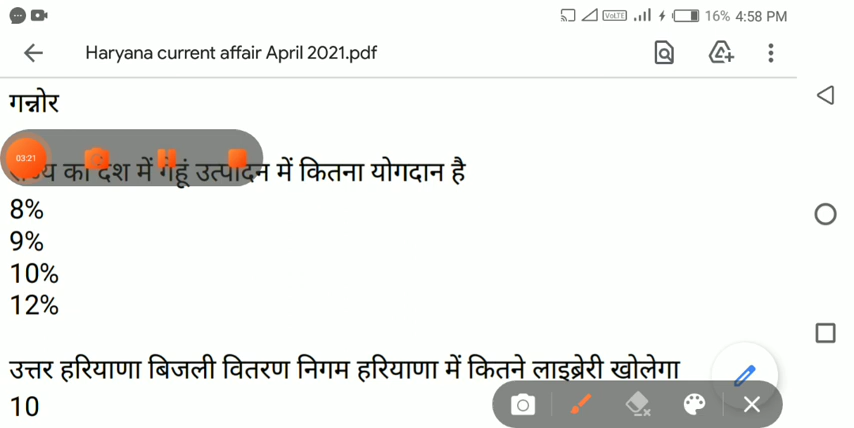 VoLTE 16% 4:58 PM
Haryana current affair April 2021.pdf
गन्नोर
03:21
का देश में गेहूं उत्पादन में कितना योगदान है
8%
9%
10%
12%
उत्तर हरियाणा बिजली वितरण निगम हरियाणा में कितने लाइब्रेरी खोलेगा
10